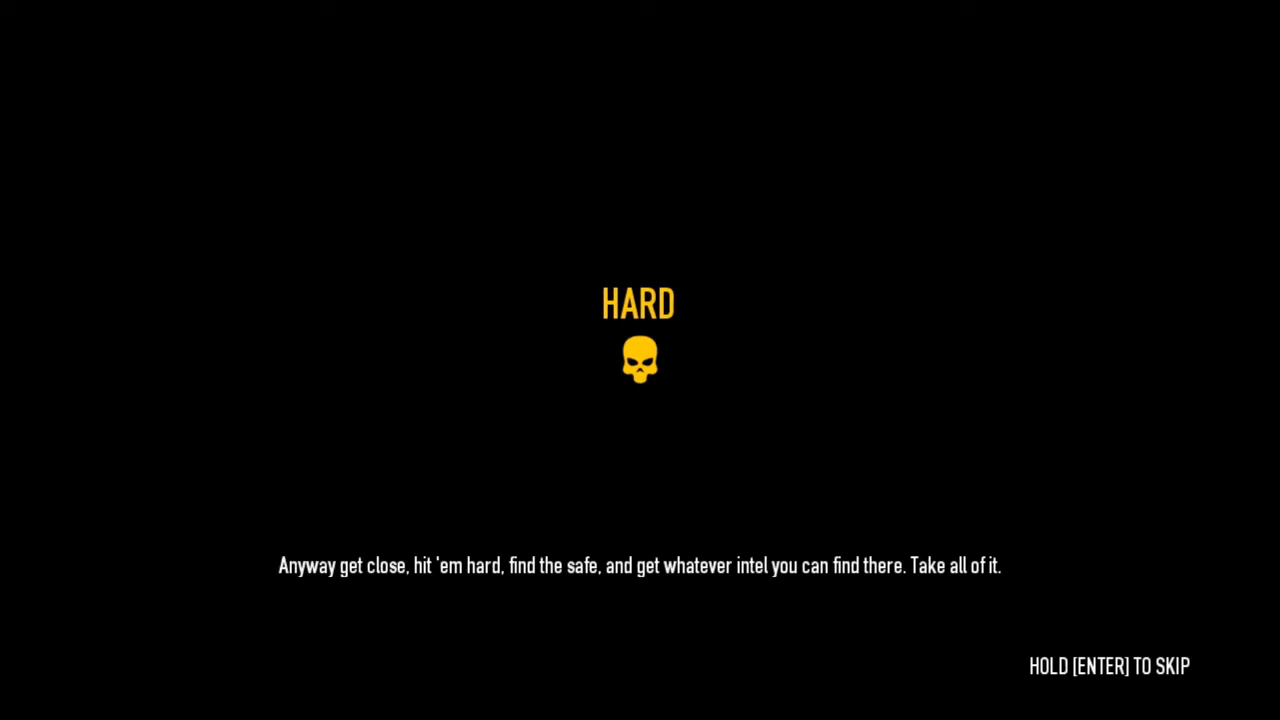 HARD
Anyway get close, hit 'em hard, find the safe, and get whatever intel you can find there. Take all of it.
HOLD [ENTER] TO SKIP